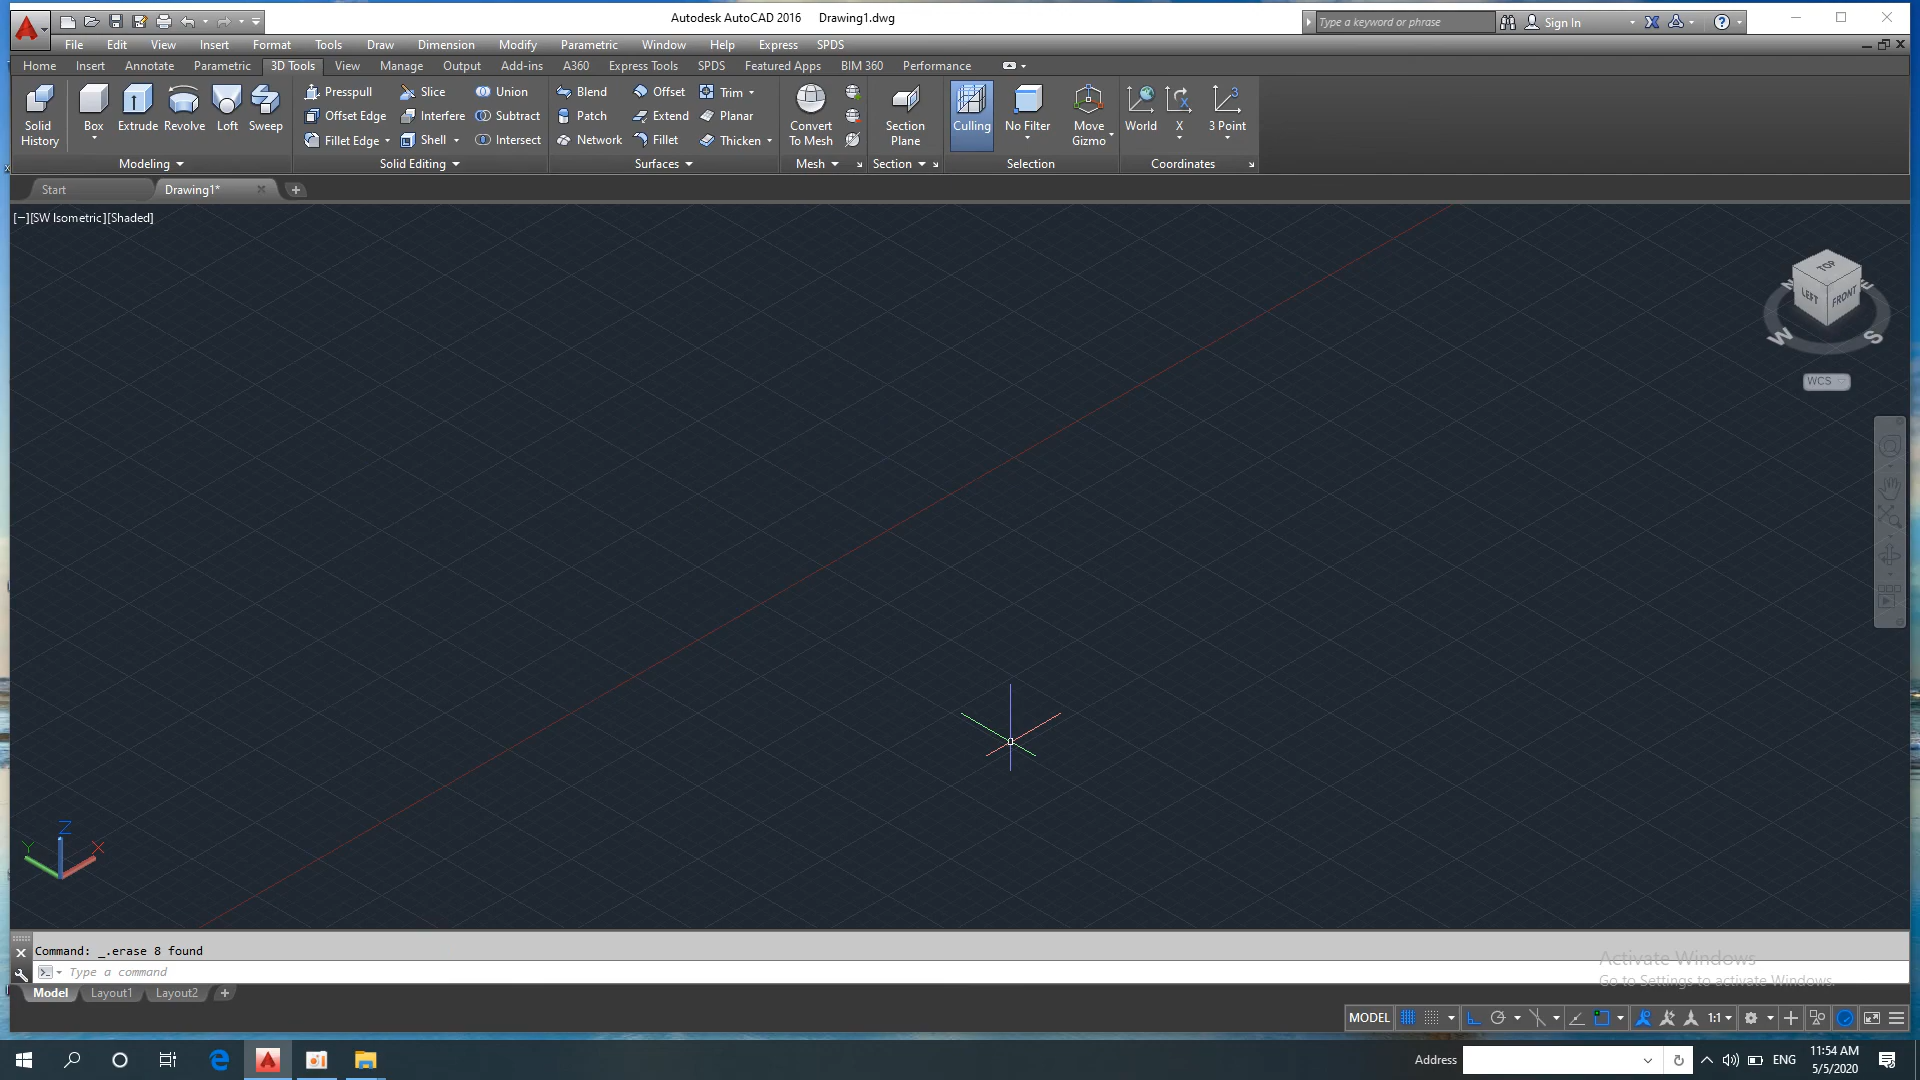 Autodesk AutoCAD 2016 Drawing1.dwg
Type a keyword or phrase
Sign In
File Edit View Insert Format Tools Draw Dimension Modify Parametric Window Help Express SPDS
Home Insert Annotate Parametric 3D Tools View Manage Output Add-ins A360 Express Tools SPDS Featured Apps BIM 360 Performance
Solid History
Box
Extrude
Revolve
Loft
Sweep
Modeling
Presspull Slice Union
Offset Edge Interfere Subtract
Fillet Edge Shell Intersect
Solid Editing
Blend Offset Trim
Patch Extend Planar
Network Fillet Thicken
Surfaces
Convert To Mesh
Mesh
Section Plane
Section
Culling
No Filter
Move Gizmo
Selection
World
X
3 Point
Coordinates
Start Drawing1*
[−][SW Isometric][Shaded]
TOP
LEFT
FRONT
N
E
W
S
WCS
Z
Y
X
Command: _.erase 8 found
Type a command
Activate Windows
Go to Settings to activate Windows.
Model Layout1 Layout2
MODEL
1:1
Address
ENG
11:54 AM
5/5/2020